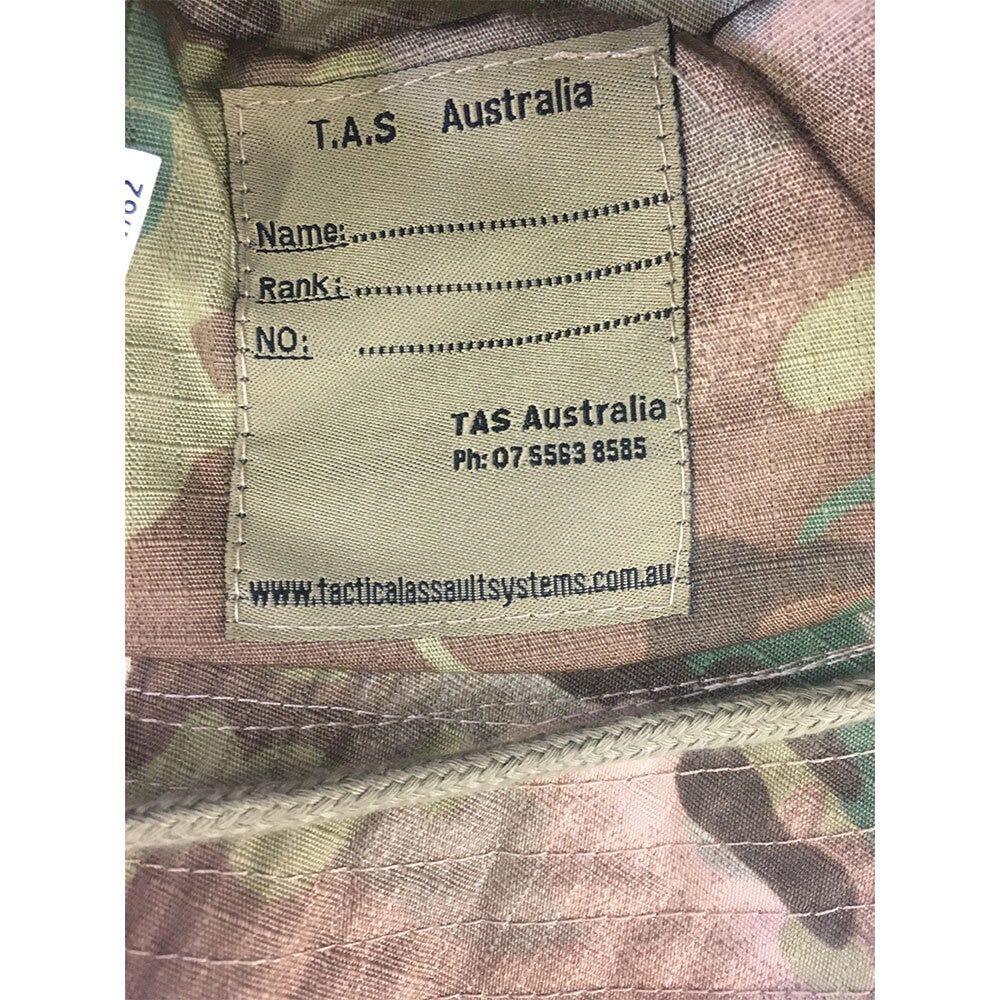 T.A.S Australia
Name:..............................
Rank:..............................
NO: ..............................
TAS Australia
Ph: 07 5563 8585
www.tacticalassaultsystems.com.au